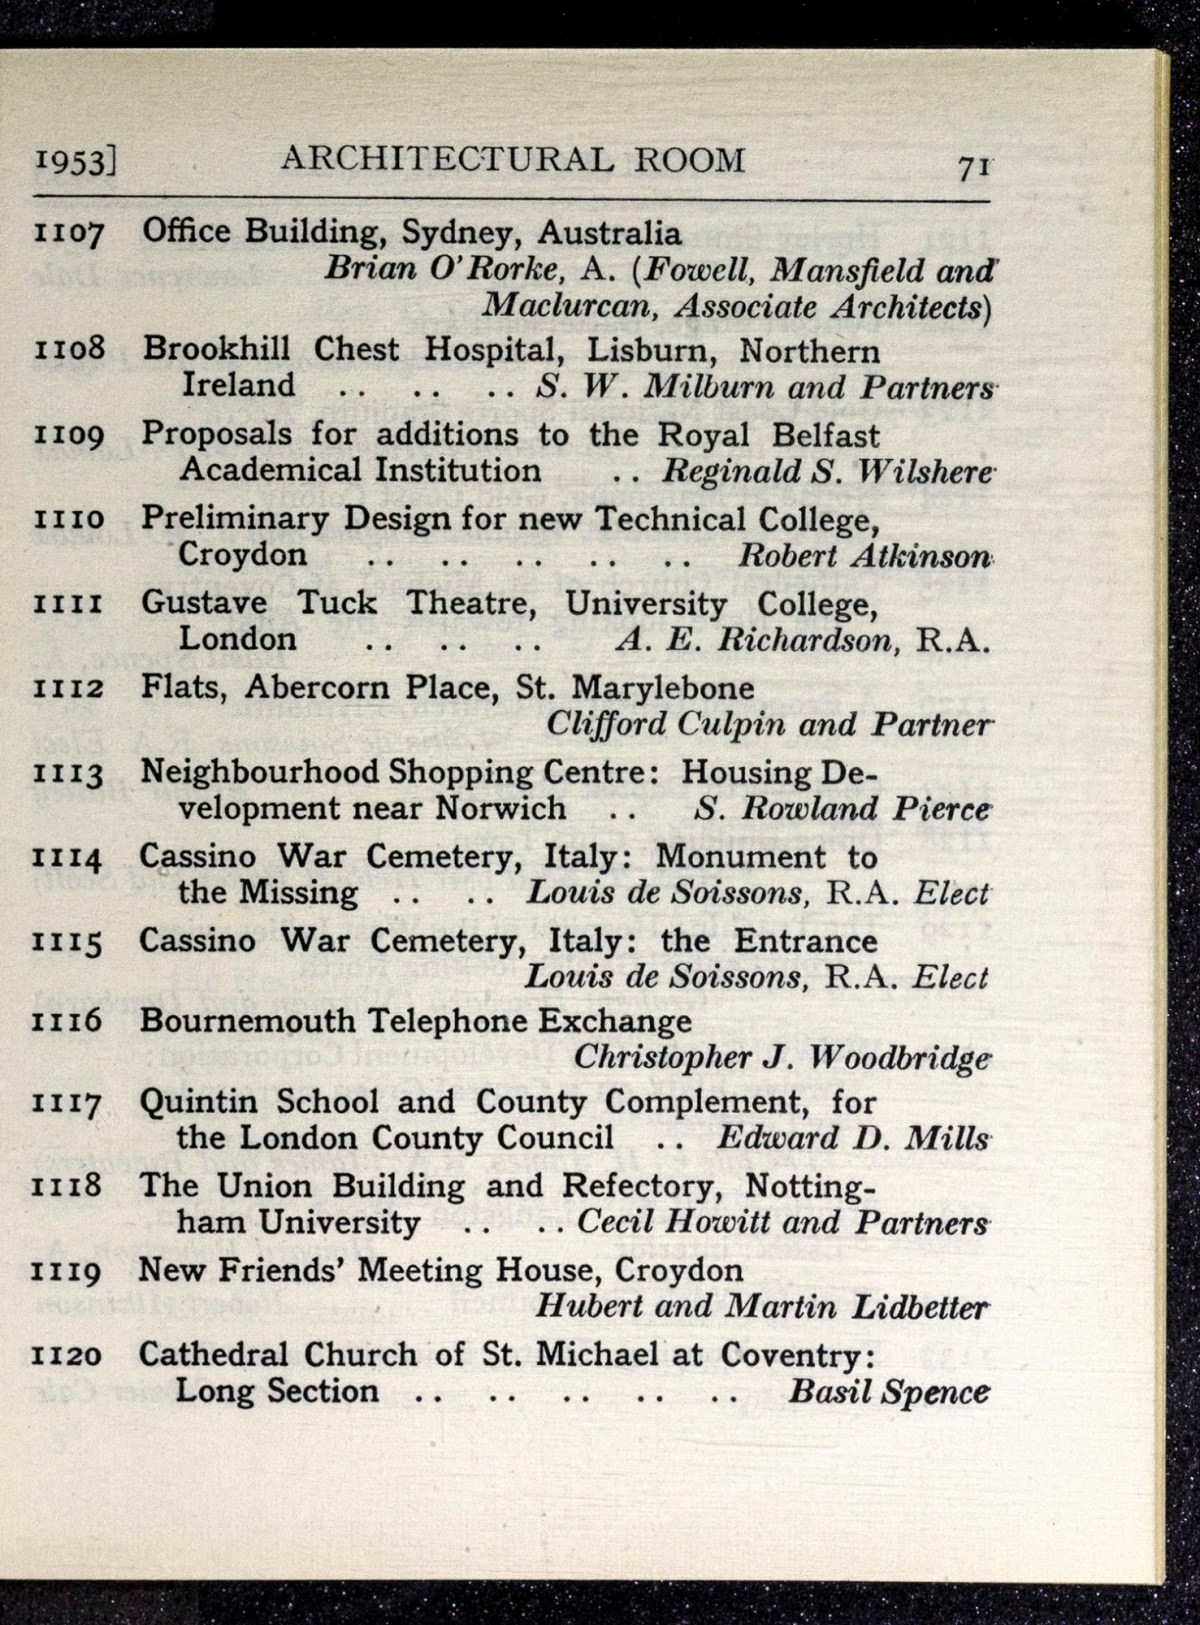 1953] ARCHITECTURAL ROOM 71
1107 Office Building, Sydney, Australia
Brian O'Rorke, A. (Fowell, Mansfield and
Maclurcan, Associate Architects)
1108 Brookhill Chest Hospital, Lisburn, Northern
Ireland .. .. .. S. W. Milburn and Partners
1109 Proposals for additions to the Royal Belfast
Academical Institution .. Reginald S. Wilshere
1110 Preliminary Design for new Technical College,
Croydon .. .. .. .. .. Robert Atkinson
1111 Gustave Tuck Theatre, University College,
London .. .. .. A. E. Richardson, R.A.
1112 Flats, Abercorn Place, St. Marylebone
Clifford Culpin and Partner
1113 Neighbourhood Shopping Centre: Housing De-
velopment near Norwich .. S. Rowland Pierce
1114 Cassino War Cemetery, Italy: Monument to
the Missing .. .. Louis de Soissons, R.A. Elect
1115 Cassino War Cemetery, Italy: the Entrance
Louis de Soissons, R.A. Elect
1116 Bournemouth Telephone Exchange
Christopher J. Woodbridge
1117 Quintin School and County Complement, for
the London County Council .. Edward D. Mills
1118 The Union Building and Refectory, Notting-
ham University .. .. Cecil Howitt and Partners
1119 New Friends' Meeting House, Croydon
Hubert and Martin Lidbetter
1120 Cathedral Church of St. Michael at Coventry:
Long Section .. .. .. .. .. Basil Spence